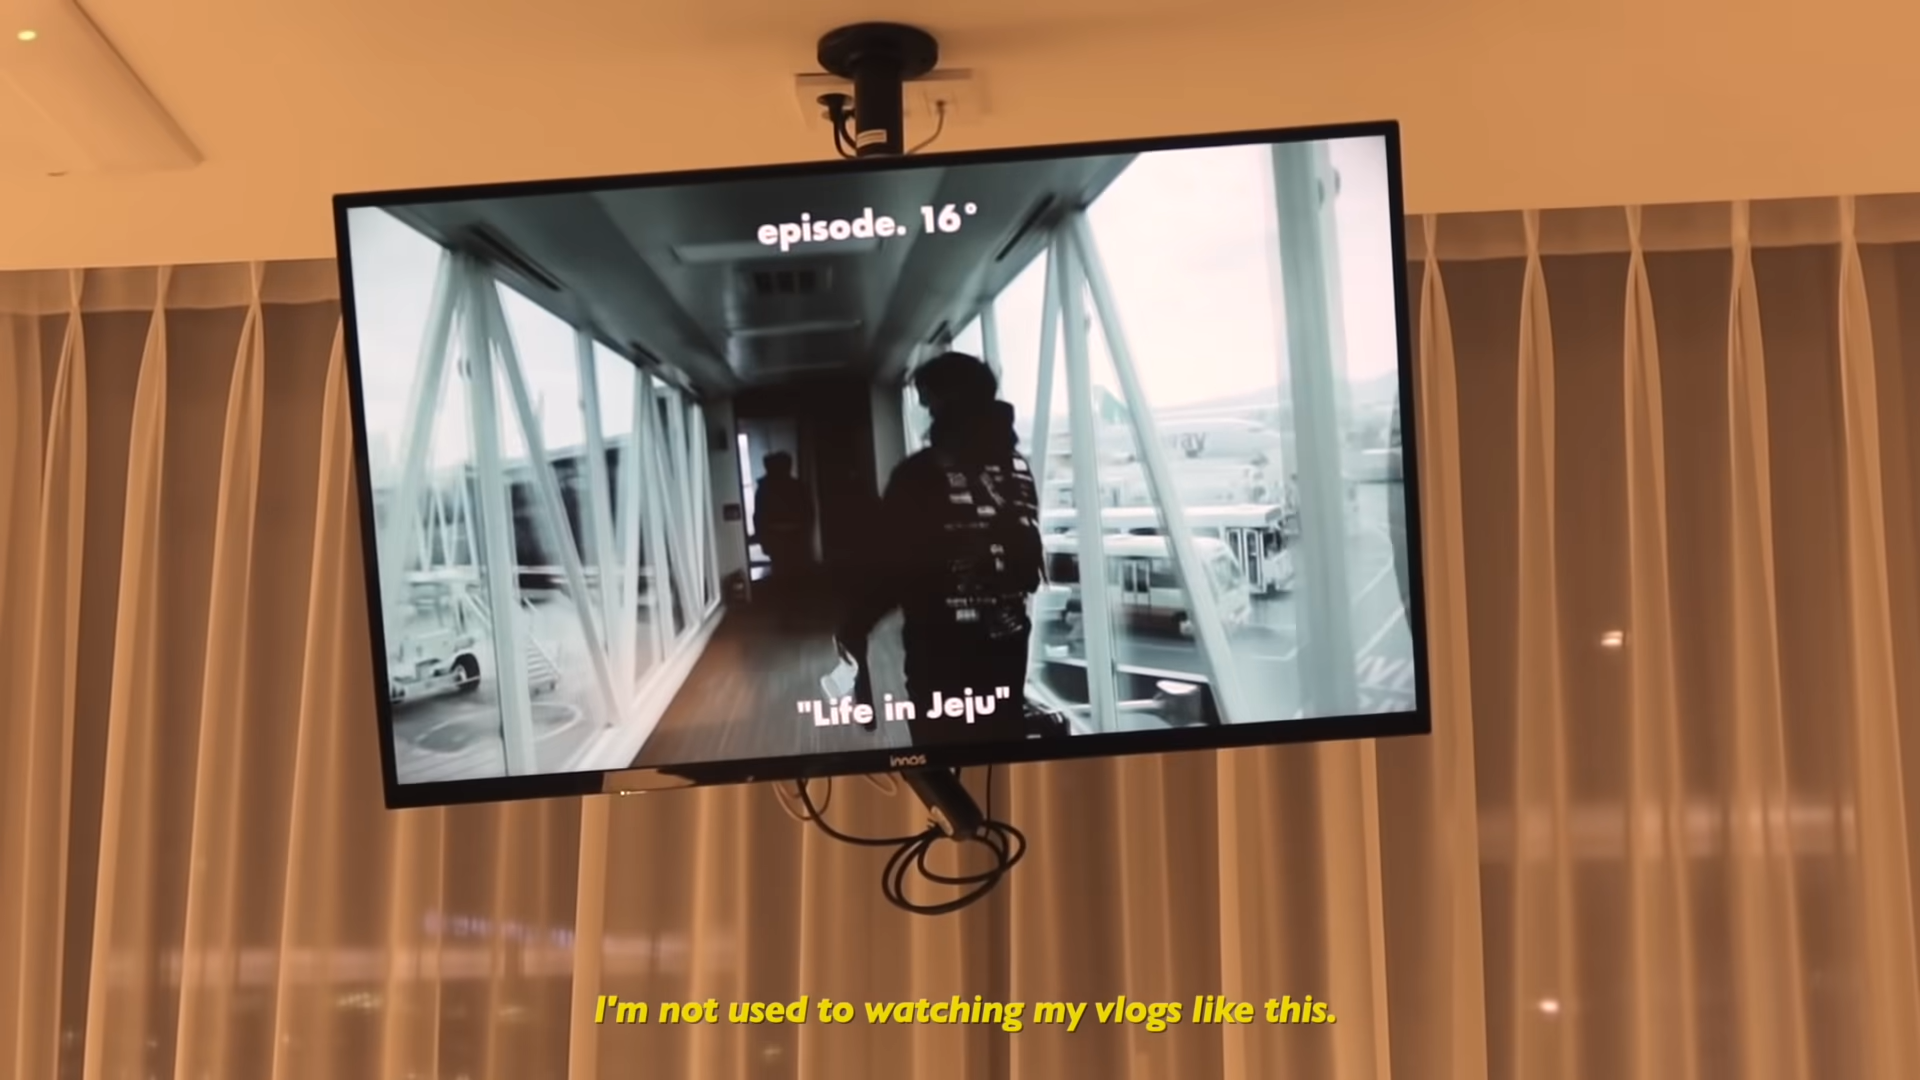 episode. 16°
"Life in Jeju"
innos
I'm not used to watching my vlogs like this.